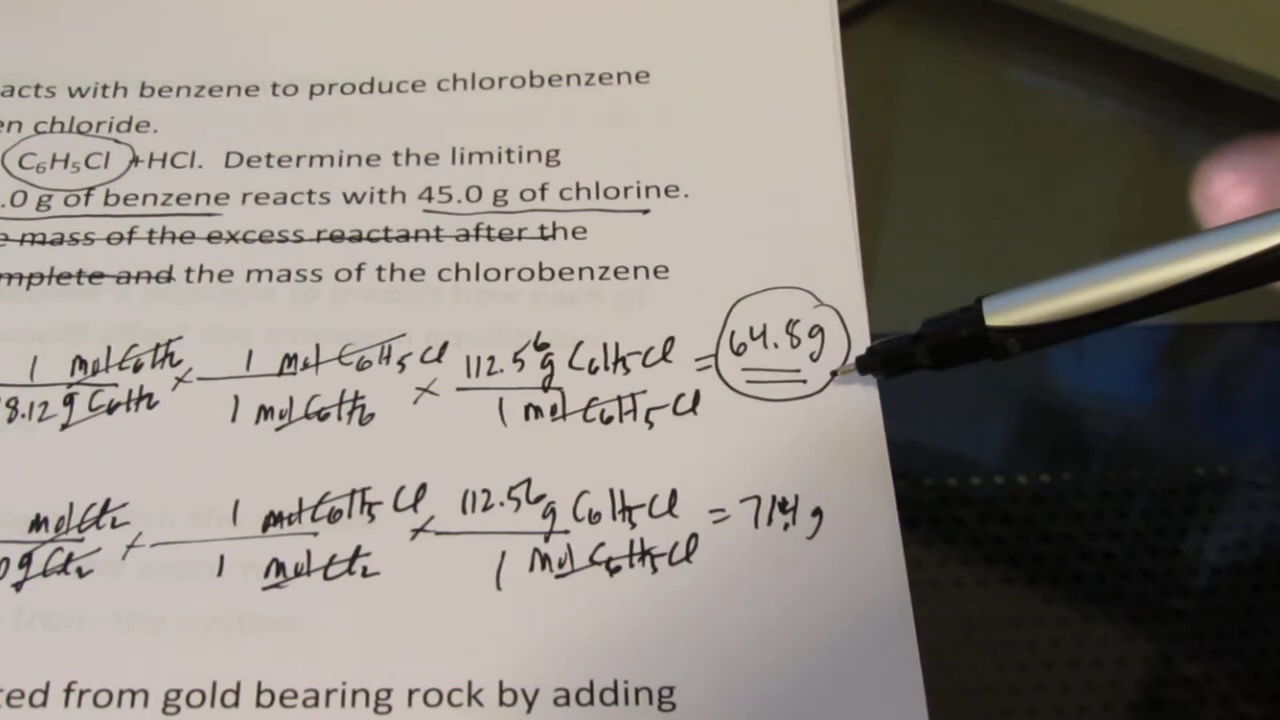 acts with benzene to produce chlorobenzene
en chloride.
C₆H₅Cl +HCl. Determine the limiting
.0 g of benzene reacts with 45.0 g of chlorine.
e mass of the excess reactant after the
mplete and the mass of the chlorobenzene
1 mol C6H6 × 1 mol C6H5Cl × 112.56g C6H5Cl = 64.8g
8.12 g C6H6 1 mol C6H6 1 mol C6H5Cl
mol Cl2 × 1 mol C6H5Cl × 112.56g C6H5Cl = 71.4 g
0 g Cl2 1 mol Cl2 1 mol C6H5Cl
ted from gold bearing rock by adding